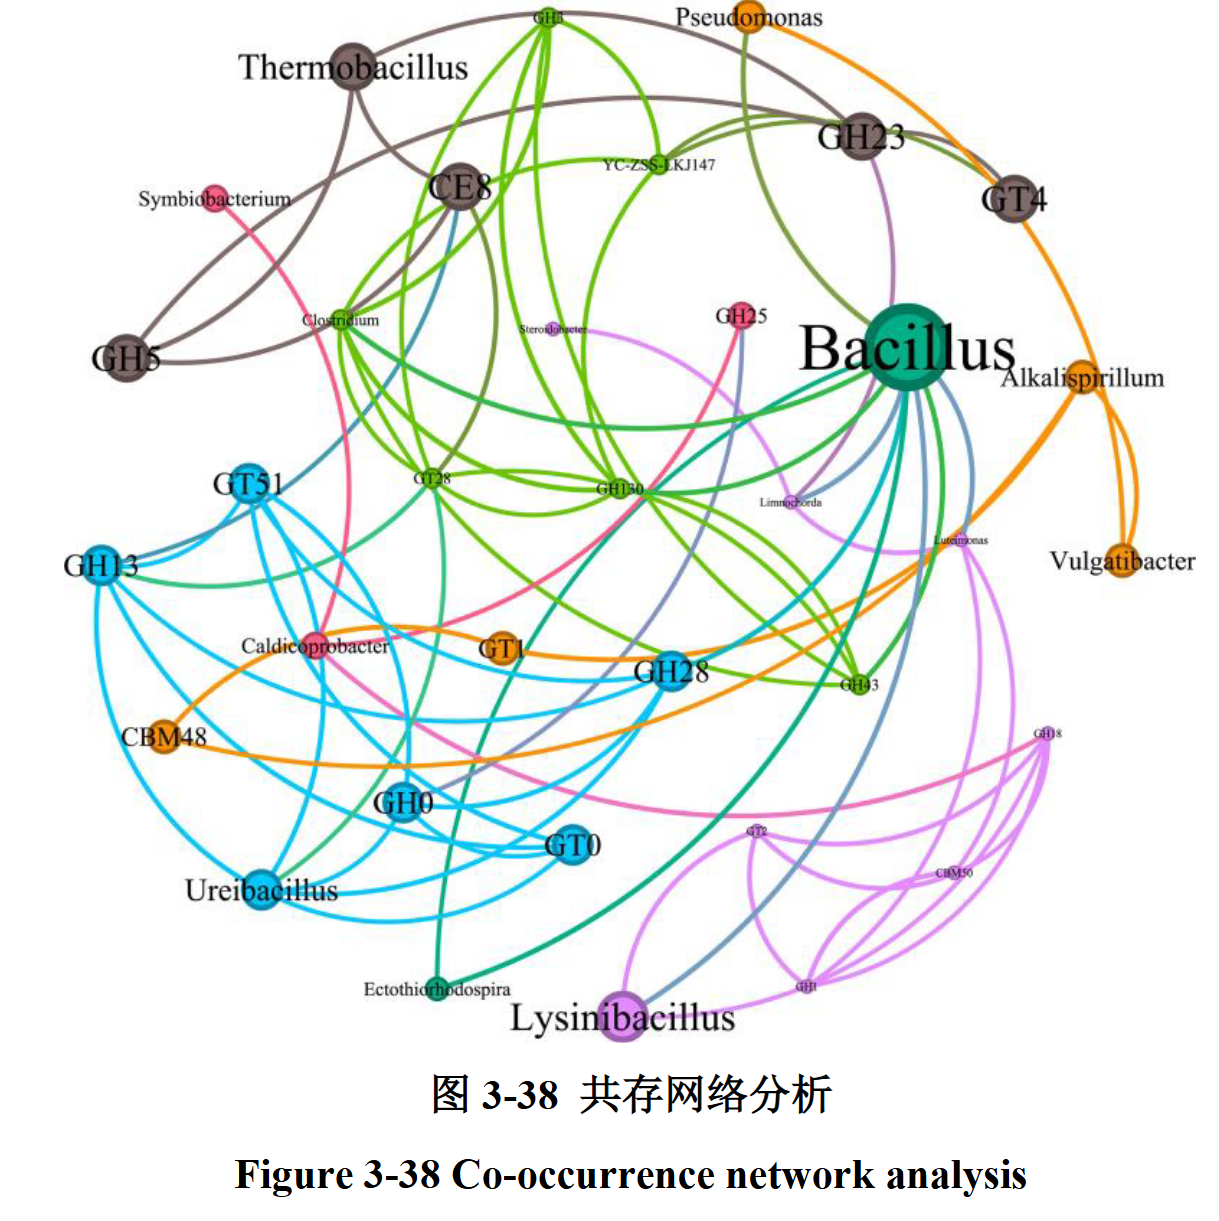 GH3
Pseudomonas
Thermobacillus
GH23
YC-ZSS-LKJ147
CE8
Symbiobacterium
GT4
GH25
Clostridium
Steroidobacter
Bacillus
GH5
Alkalispirillum
GT51
GT28
GH130
Limnochorda
Luteimonas
Vulgatibacter
GH13
Caldicoprobacter
GT1
GH28
GH43
CBM48
GH18
GH0
GT2
GT0
CBM50
Ureibacillus
Ectothiorhodospira
GH1
Lysinibacillus
图 3-38 共存网络分析
Figure 3-38 Co-occurrence network analysis